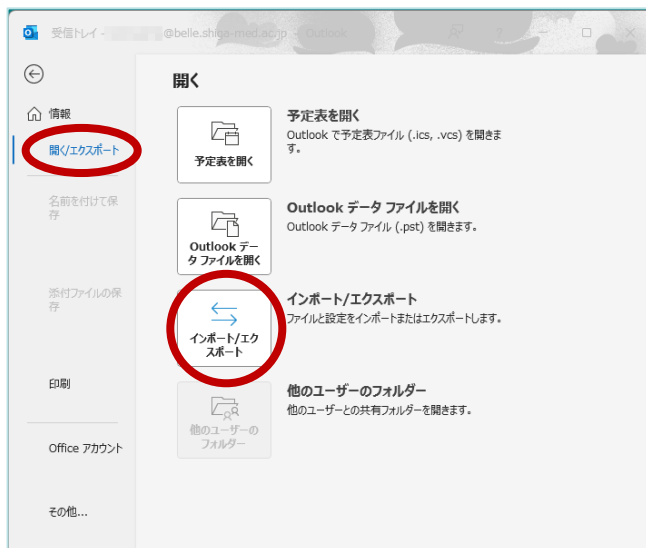 受信トレイ - @belle.shiga-med.ac.jp - Outlook
開く
情報
開く/エクスポート
名前を付けて保
存
添付ファイルの保
存
印刷
Office アカウント
その他...
予定表を開く
予定表を開く
Outlook で予定表ファイル (.ics, .vcs) を開きま
す。
Outlook デー
タ ファイルを開く
Outlook データ ファイルを開く
Outlook データ ファイル (.pst) を開きます。
インポート/エク
スポート
インポート/エクスポート
ファイルと設定をインポートまたはエクスポートします。
他のユーザーの
フォルダー
他のユーザーのフォルダー
他のユーザーとの共有フォルダーを開きます。